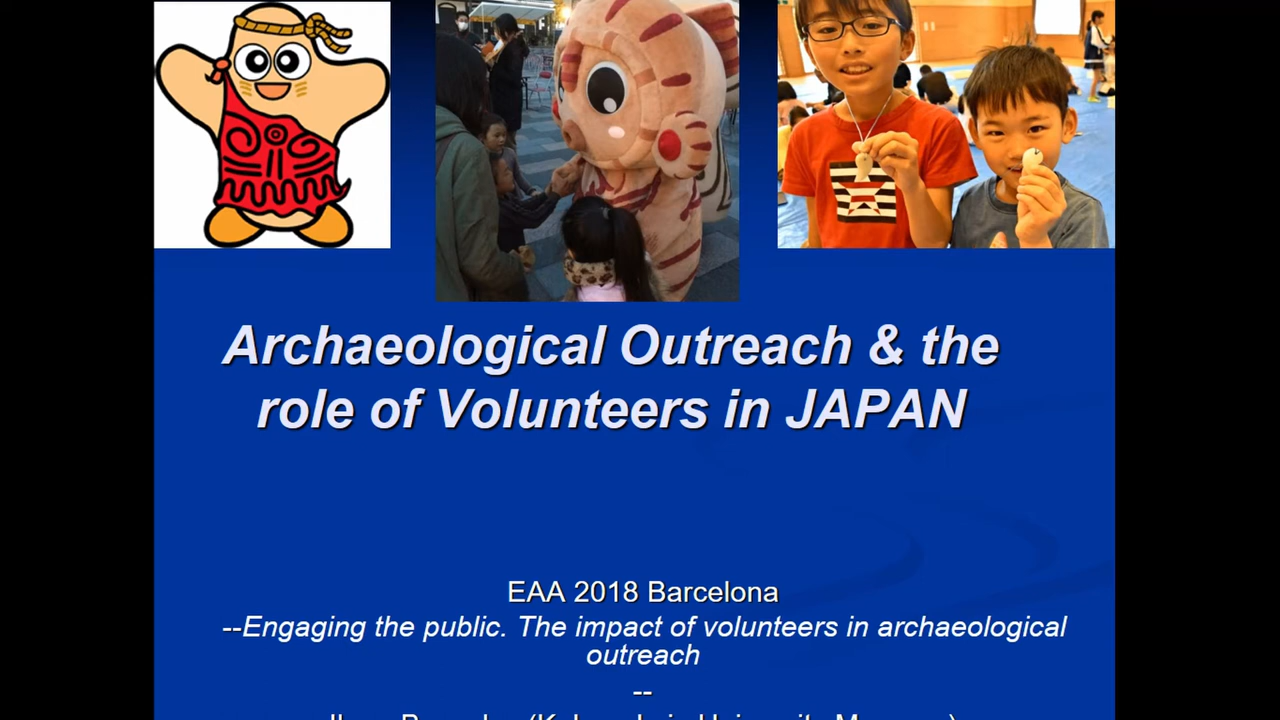 Archaeological Outreach & the
role of Volunteers in JAPAN
EAA 2018 Barcelona
--Engaging the public. The impact of volunteers in archaeological
outreach
--